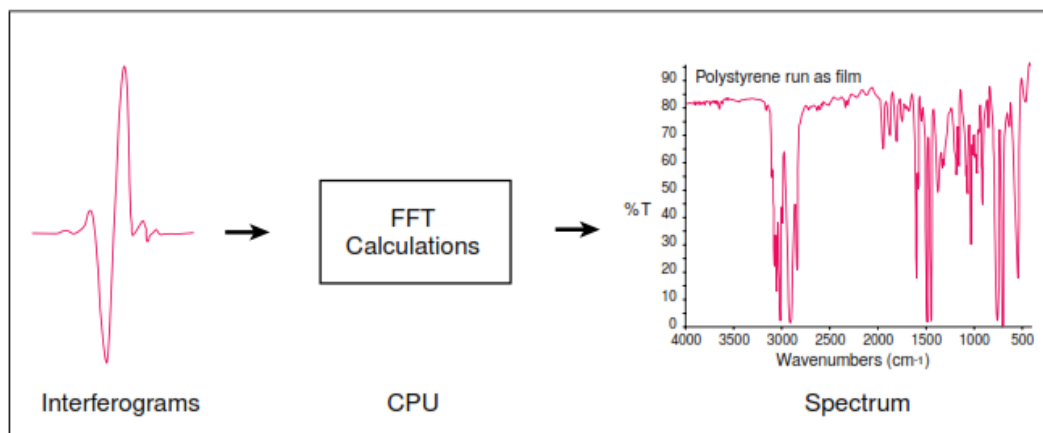 Polystyrene run as film
90
80
70
60
50
40
30
20
10
0
%T
4000 3500 3000 2500 2000 1500 1000 500
Wavenumbers (cm-1)
FFT
Calculations
Interferograms
CPU
Spectrum